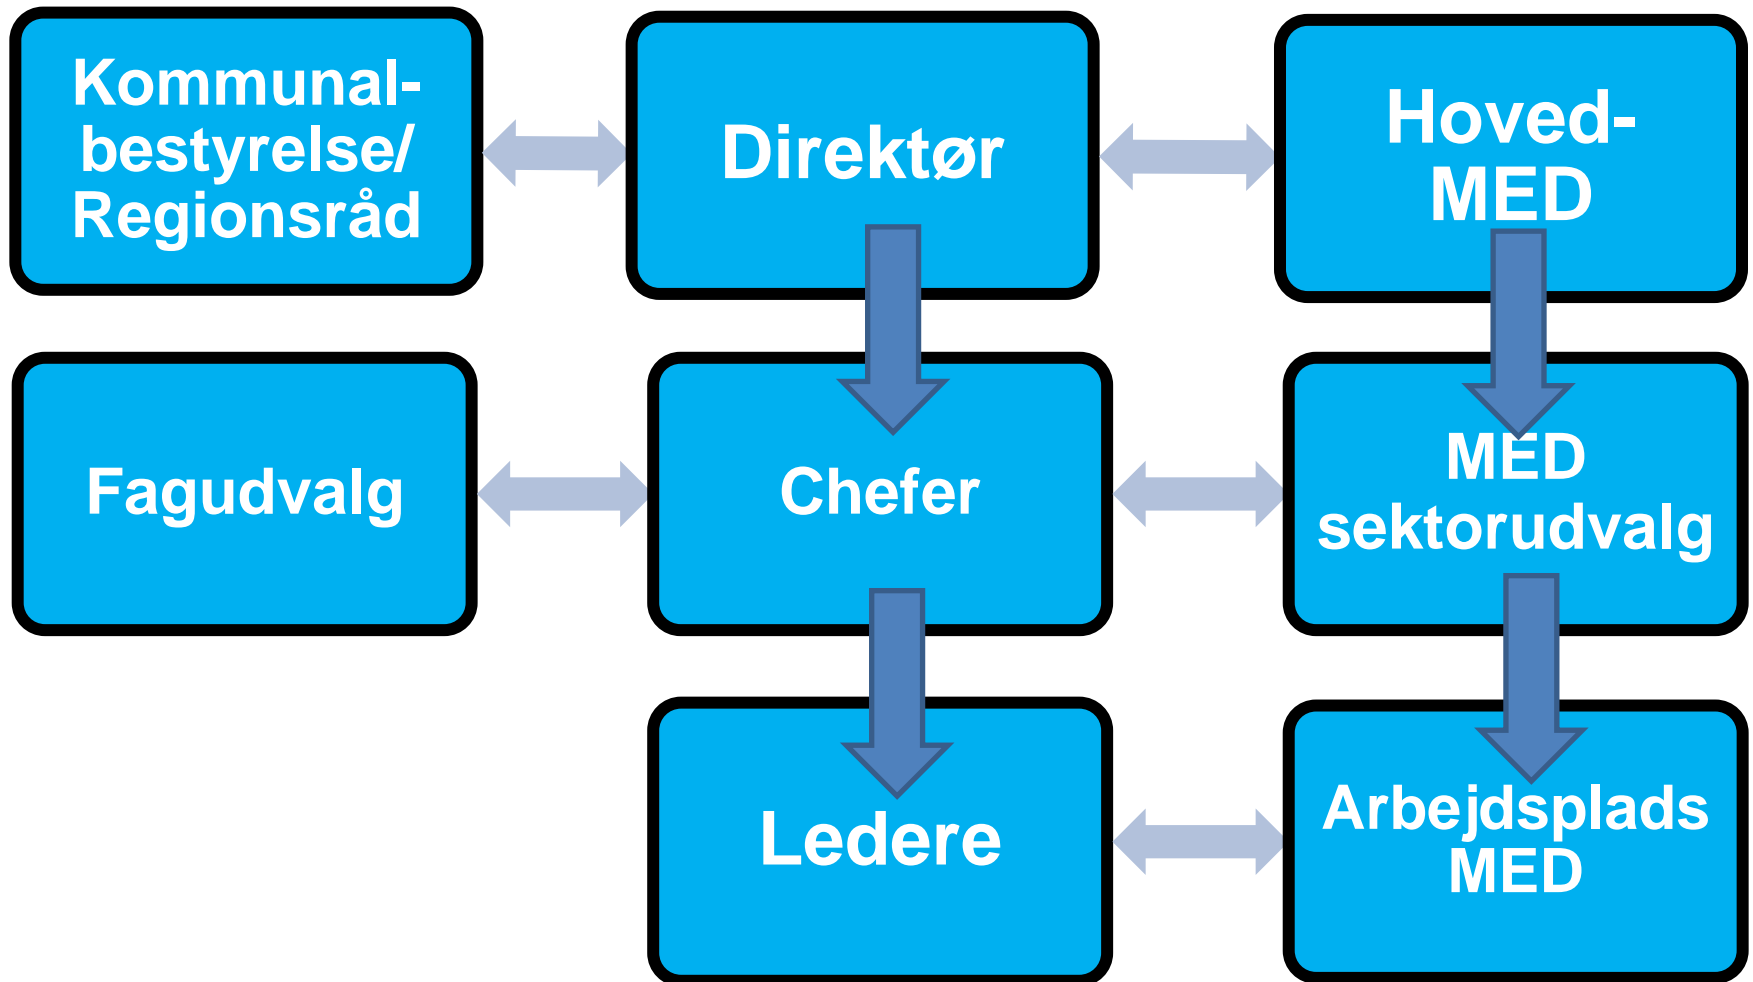 Kommunal-
bestyrelse/
Regionsråd
Direktør
Hoved-
MED
Fagudvalg
Chefer
MED
sektorudvalg
Ledere
Arbejdsplads
MED